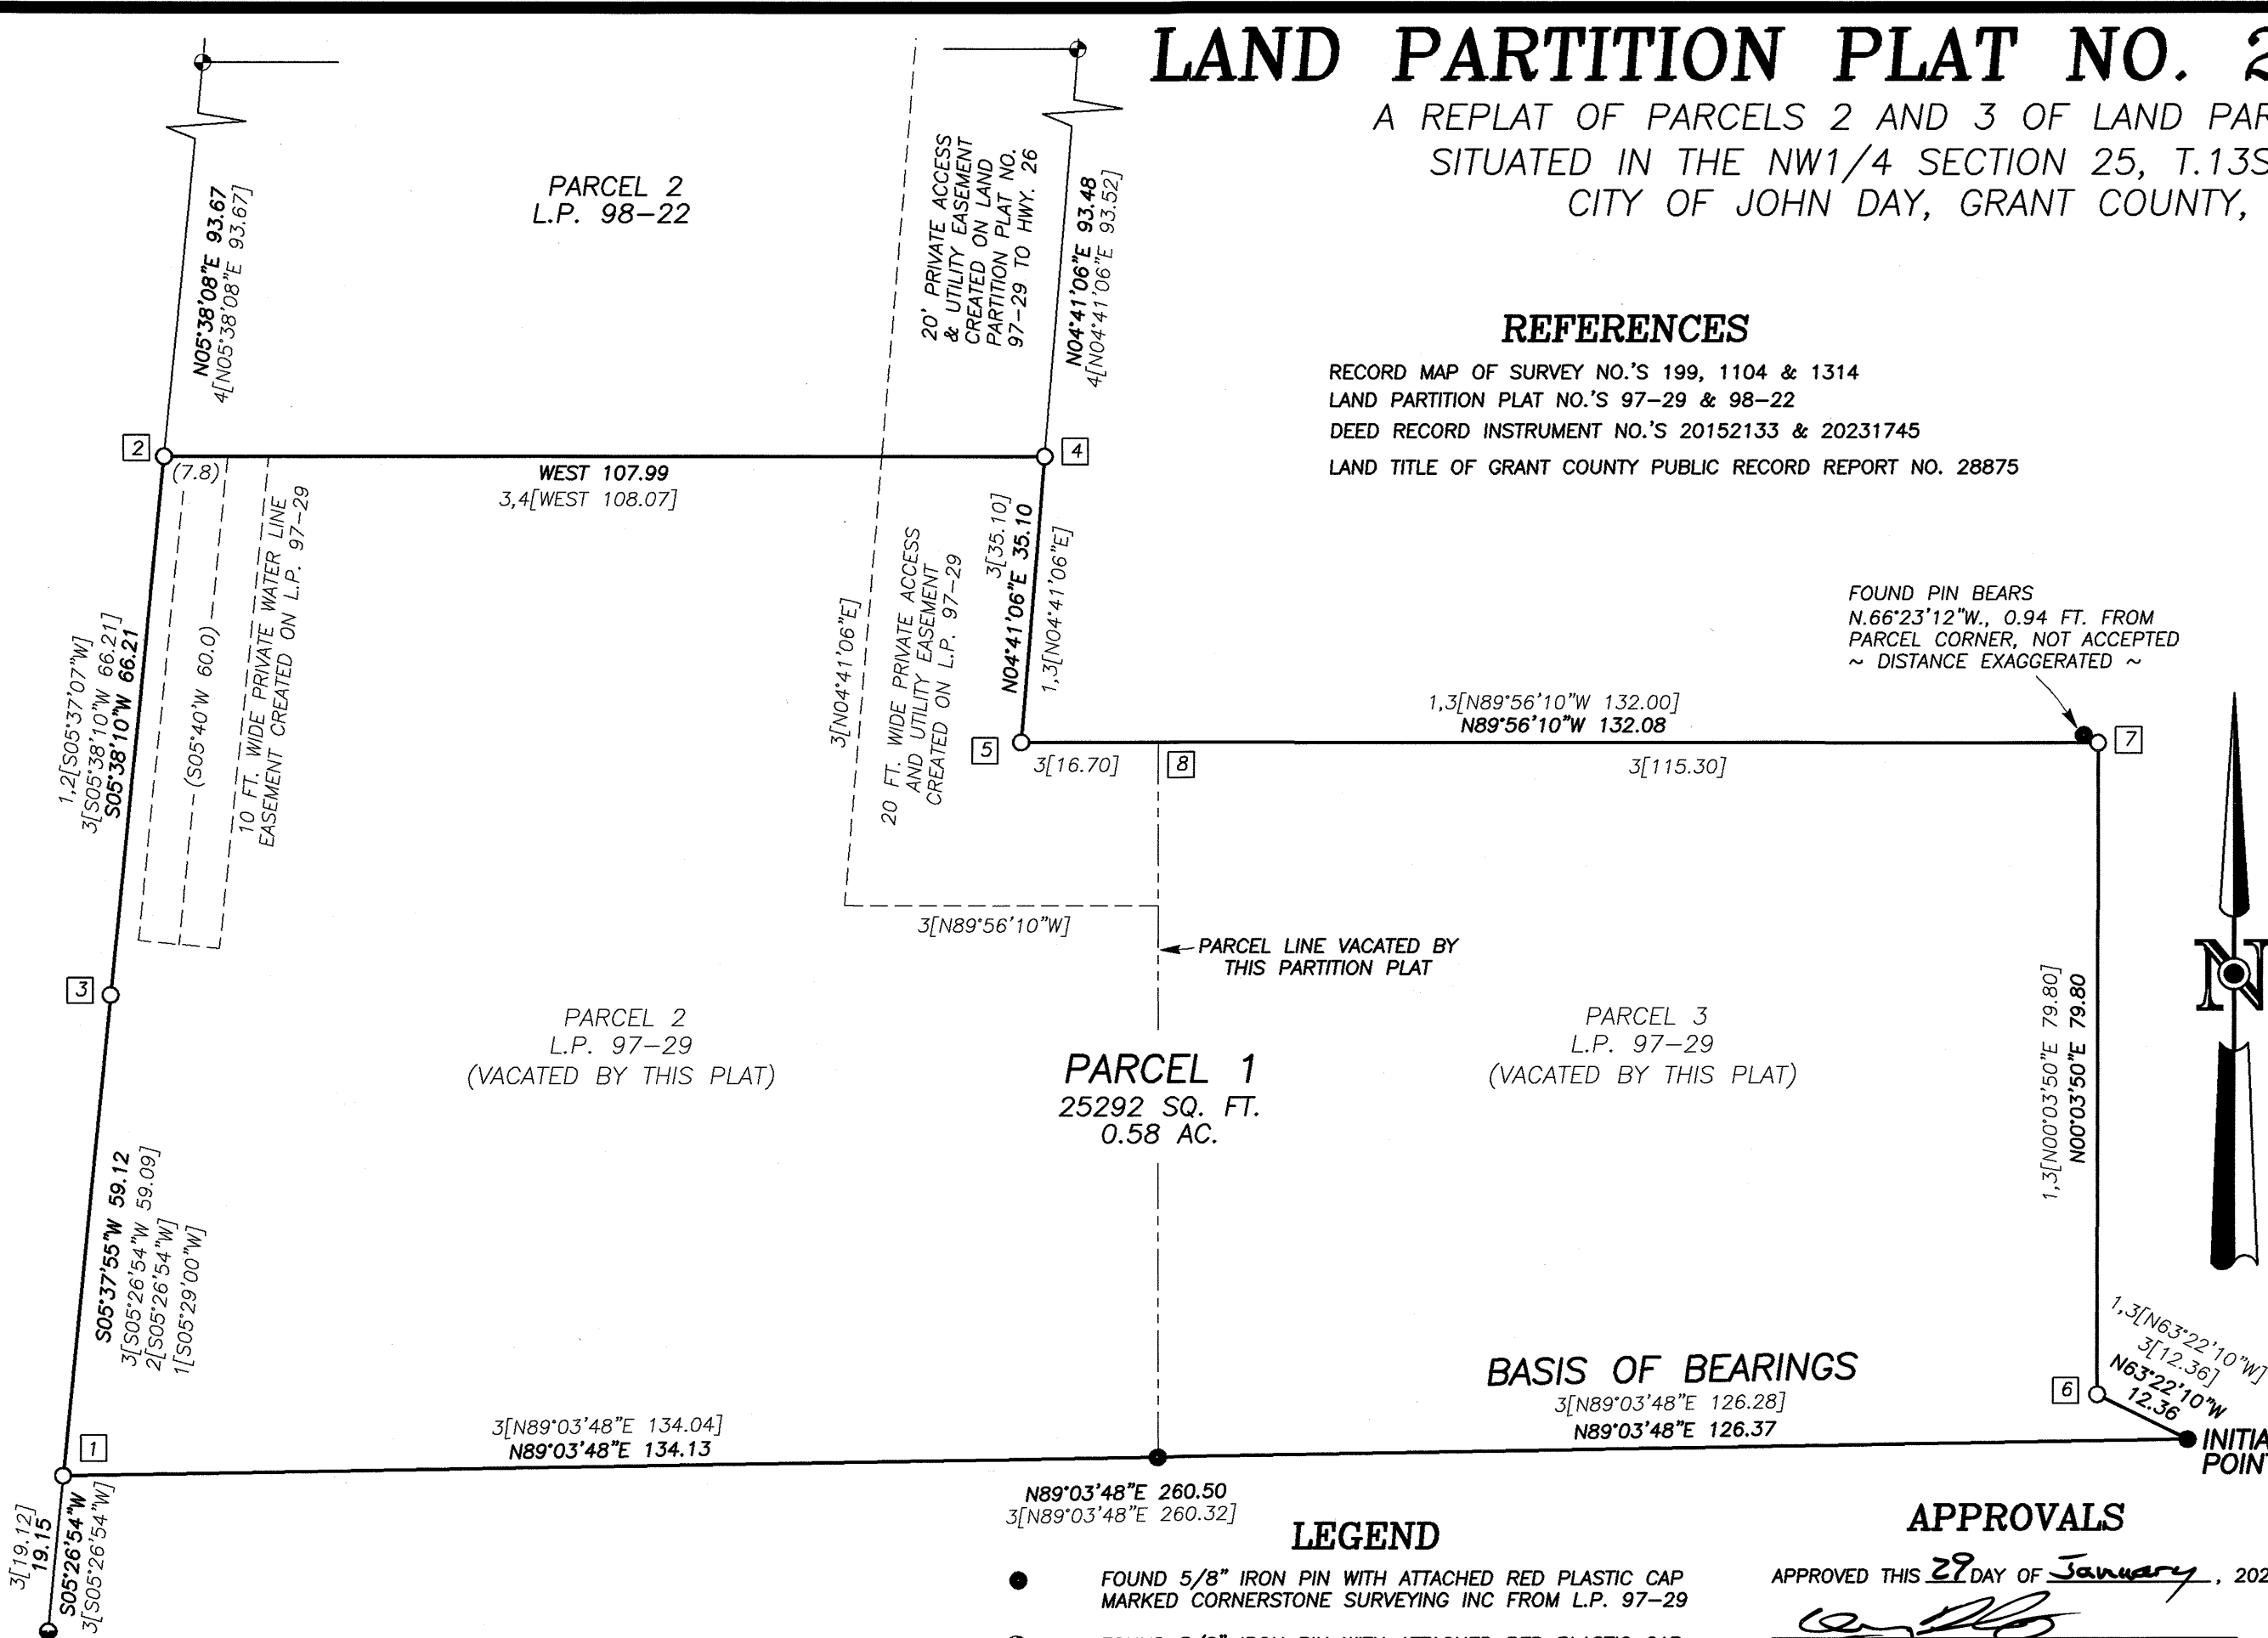 LAND PARTITION PLAT NO. 2
A REPLAT OF PARCELS 2 AND 3 OF LAND PAR
SITUATED IN THE NW1/4 SECTION 25, T.13S
CITY OF JOHN DAY, GRANT COUNTY,
PARCEL 2
L.P. 98-22
N05°38'08"E 93.67
4[N05°38'08"E 93.67]
20' PRIVATE ACCESS
& UTILITY EASEMENT
CREATED ON LAND
PARTITION PLAT NO.
97-29 TO HWY. 26
N04°41'06"E 93.48
4[N04°41'06"E 93.52]
REFERENCES
RECORD MAP OF SURVEY NO.'S 199, 1104 & 1314
LAND PARTITION PLAT NO.'S 97-29 & 98-22
DEED RECORD INSTRUMENT NO.'S 20152133 & 20231745
LAND TITLE OF GRANT COUNTY PUBLIC RECORD REPORT NO. 28875
2
(7.8)
WEST 107.99
3,4[WEST 108.07]
4
1,2[S05°37'07"W]
3[S05°38'10"W 66.21]
S05°38'10"W 66.21
(S05°40'W 60.0)
10 FT. WIDE PRIVATE WATER LINE
EASEMENT CREATED ON L.P. 97-29
3[N04°41'06"E]
20 FT. WIDE PRIVATE ACCESS
AND UTILITY EASEMENT
CREATED ON L.P. 97-29
3[35.10]
N04°41'06"E 35.10
1,3[N04°41'06"E]
FOUND PIN BEARS
N.66°23'12"W., 0.94 FT. FROM
PARCEL CORNER, NOT ACCEPTED
~ DISTANCE EXAGGERATED ~
1,3[N89°56'10"W 132.00]
N89°56'10"W 132.08
5
3[16.70]
8
3[115.30]
7
3[N89°56'10"W]
PARCEL LINE VACATED BY
THIS PARTITION PLAT
3
N
PARCEL 2
L.P. 97-29
(VACATED BY THIS PLAT)
PARCEL 1
25292 SQ. FT.
0.58 AC.
PARCEL 3
L.P. 97-29
(VACATED BY THIS PLAT)
1,3[N00°03'50"E 79.80]
N00°03'50"E 79.80
S05°37'55"W 59.12
3[S05°26'54"W 59.09]
2[S05°26'54"W]
1[S05°29'00"W]
1,3[N63°22'10"W]
3[12.36]
N63°22'10"W
12.36
6
BASIS OF BEARINGS
3[N89°03'48"E 126.28]
N89°03'48"E 126.37
1
3[N89°03'48"E 134.04]
N89°03'48"E 134.13
INITIA
POINT
N89°03'48"E 260.50
3[N89°03'48"E 260.32]
3[19.12]
19.15
S05°26'54"W
3[S05°26'54"W]
LEGEND
FOUND 5/8" IRON PIN WITH ATTACHED RED PLASTIC CAP
MARKED CORNERSTONE SURVEYING INC FROM L.P. 97-29
APPROVALS
APPROVED THIS 29 DAY OF January, 202